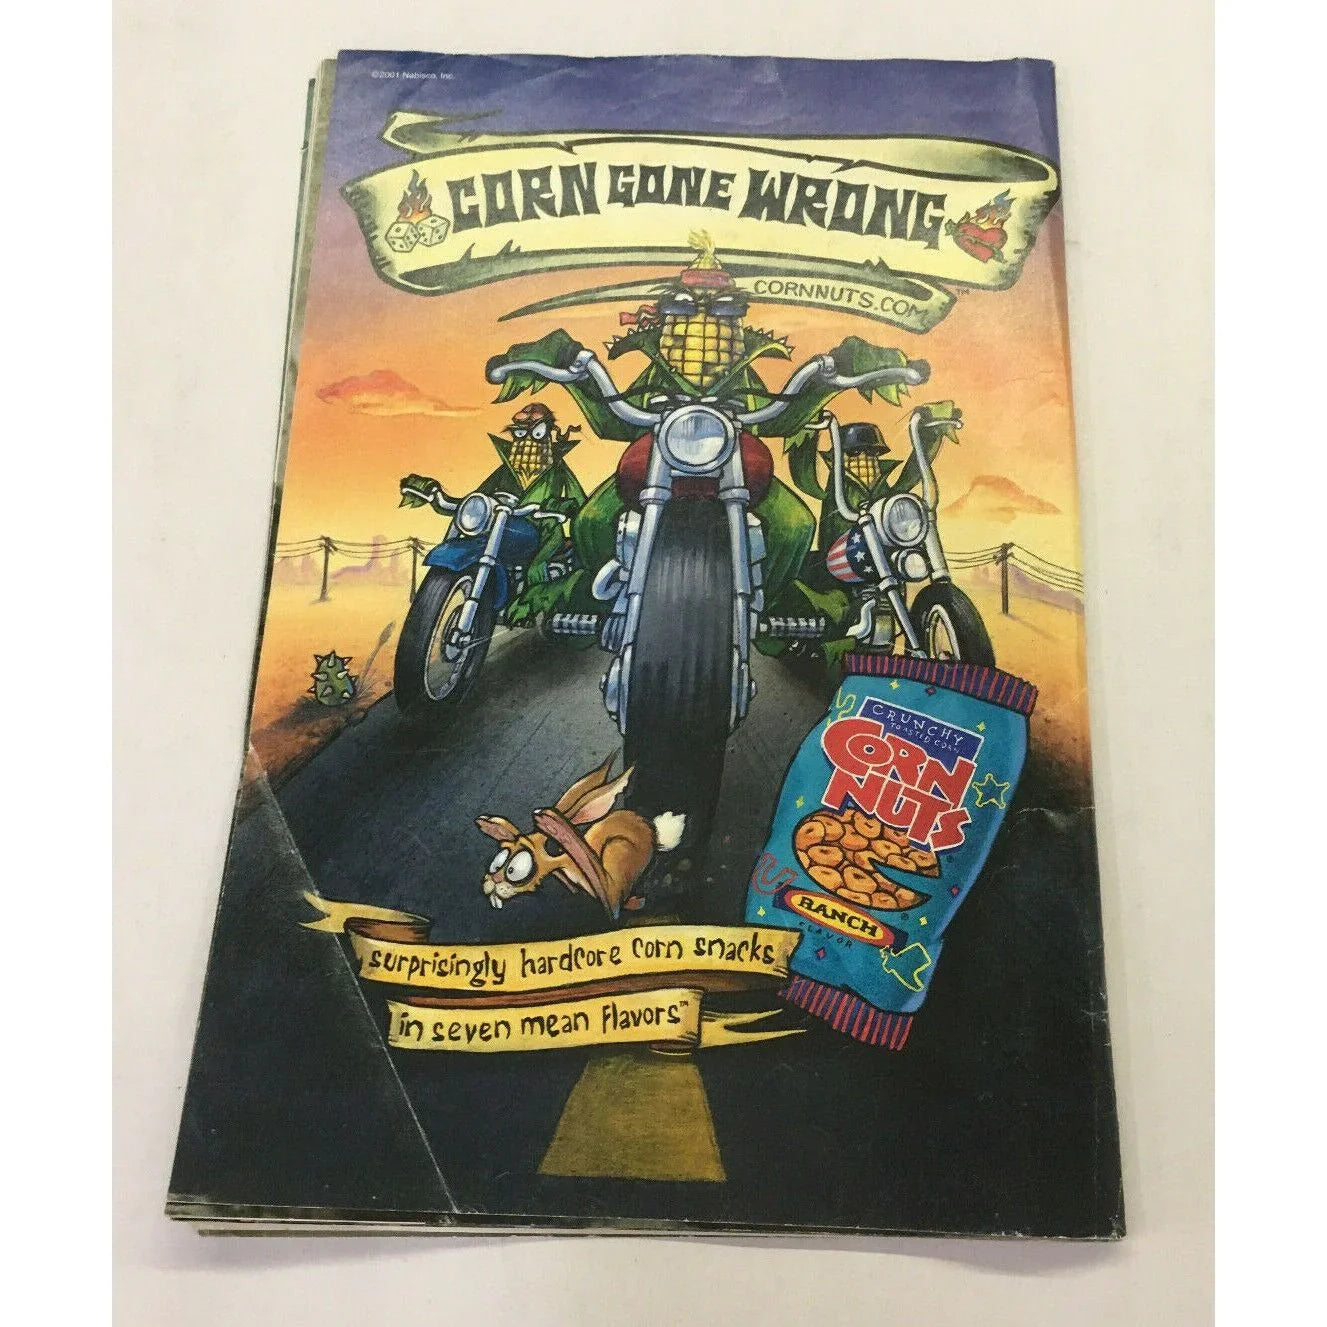 ©2001 Nabisco, Inc.
CORN GONE WRONG
CORNNUTS.COM™
CRUNCHY
TOASTED CORN
CORN
NUTS®
RANCH®
FLAVOR
surprisingly hardcore corn snacks
in seven mean flavors™